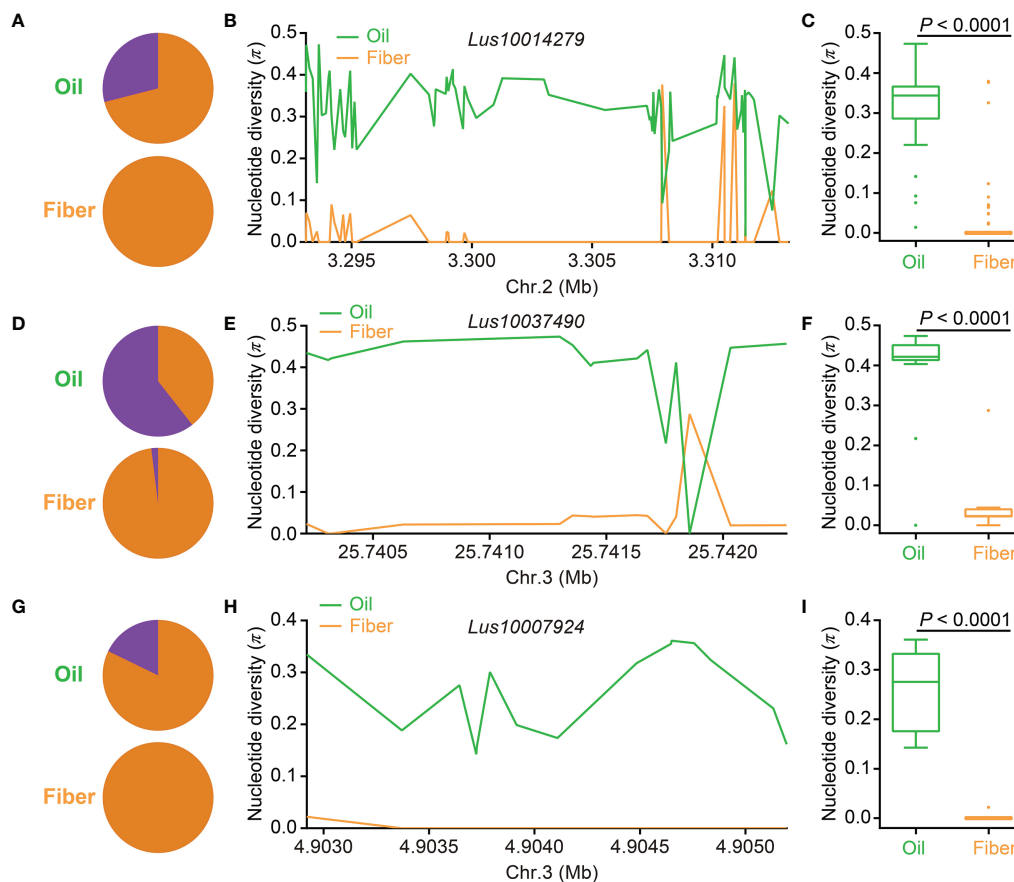 A
Oil
Fiber
B
Oil
Fiber
Lus10014279
Nucleotide diversity (π)
0.5
0.4
0.3
0.2
0.1
0.0
3.295
3.300
3.305
3.310
Chr.2 (Mb)
C
P < 0.0001
Nucleotide diversity (π)
0.5
0.4
0.3
0.2
0.1
0.0
Oil
Fiber
D
Oil
Fiber
E
Oil
Fiber
Lus10037490
Nucleotide diversity (π)
0.5
0.4
0.3
0.2
0.1
0.0
25.7405
25.7410
25.7415
25.7420
Chr.3 (Mb)
F
P < 0.0001
Nucleotide diversity (π)
0.5
0.4
0.3
0.2
0.1
0.0
Oil
Fiber
G
Oil
Fiber
H
Oil
Fiber
Lus10007924
Nucleotide diversity (π)
0.4
0.3
0.2
0.1
0.0
4.9030
4.9035
4.9040
4.9045
4.9050
Chr.3 (Mb)
I
P < 0.0001
Nucleotide diversity (π)
0.4
0.3
0.2
0.1
0.0
Oil
Fiber